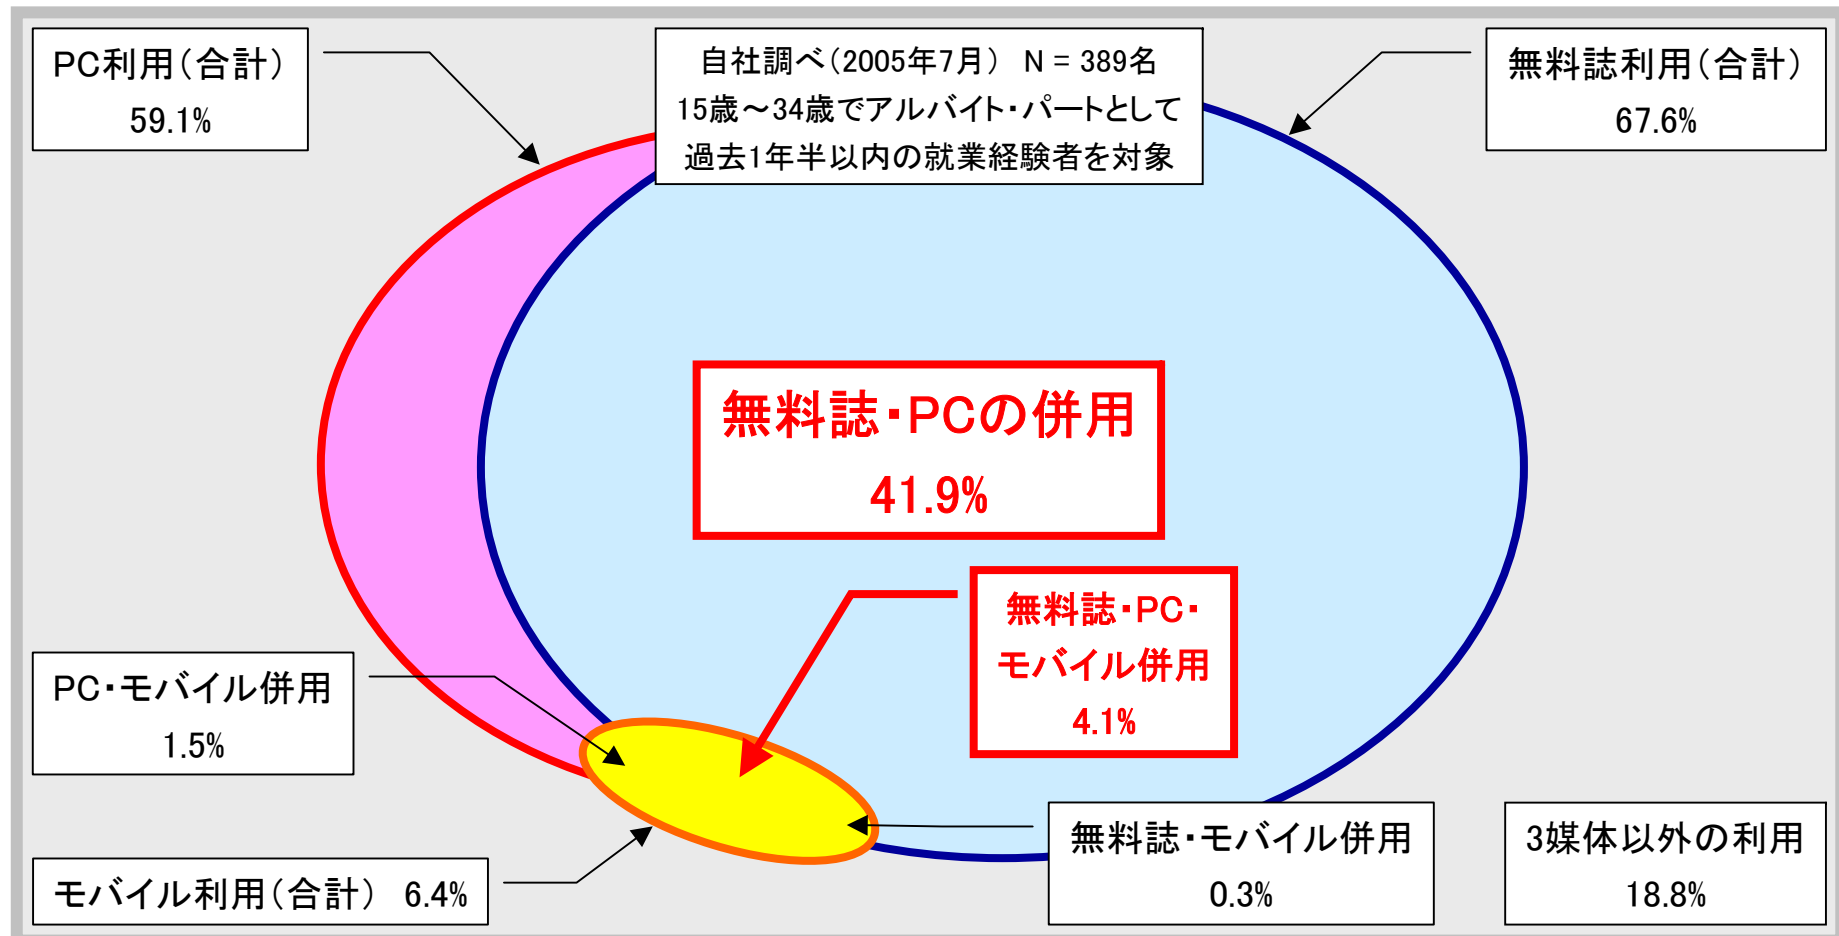 PC利用(合計)
59.1%
自社調べ(2005年7月) N = 389名
15歳~34歳でアルバイト・パートとして
過去1年半以内の就業経験者を対象
無料誌利用(合計)
67.6%
無料誌・PCの併用
41.9%
無料誌・PC・
モバイル併用
4.1%
PC・モバイル併用
1.5%
モバイル利用(合計) 6.4%
無料誌・モバイル併用
0.3%
3媒体以外の利用
18.8%